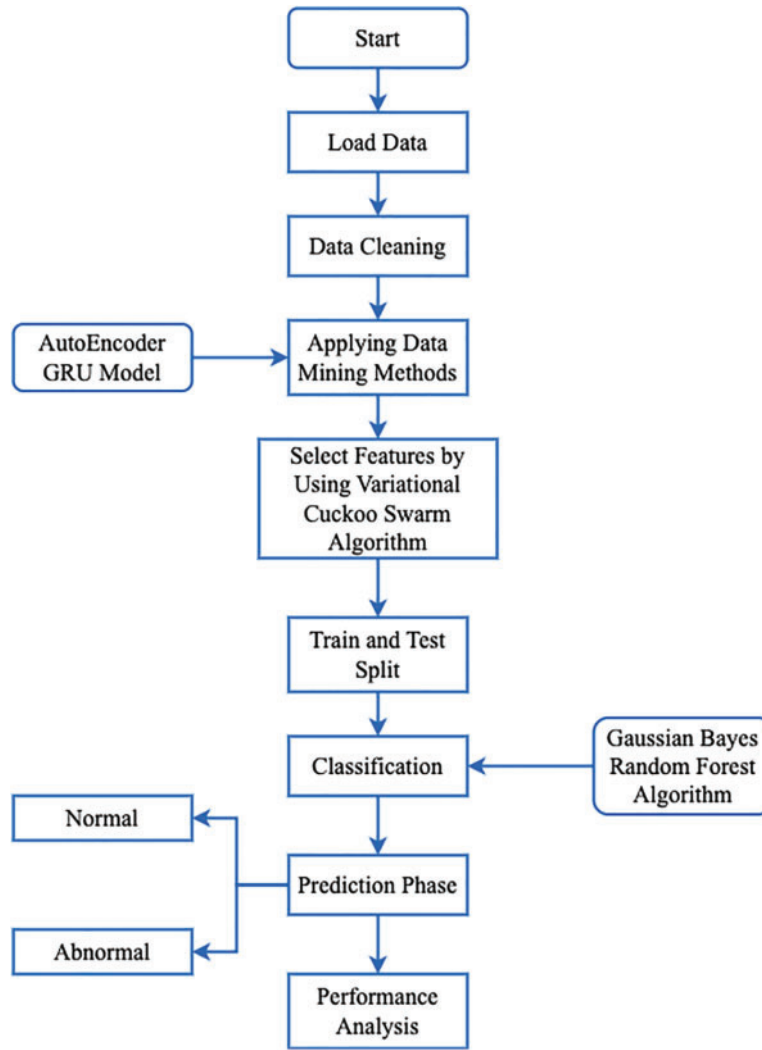 Start
Load Data
Data Cleaning
AutoEncoder
GRU Model
Applying Data
Mining Methods
Select Features by
Using Variational
Cuckoo Swarm
Algorithm
Train and Test
Split
Classification
Gaussian Bayes
Random Forest
Algorithm
Normal
Prediction Phase
Abnormal
Performance
Analysis